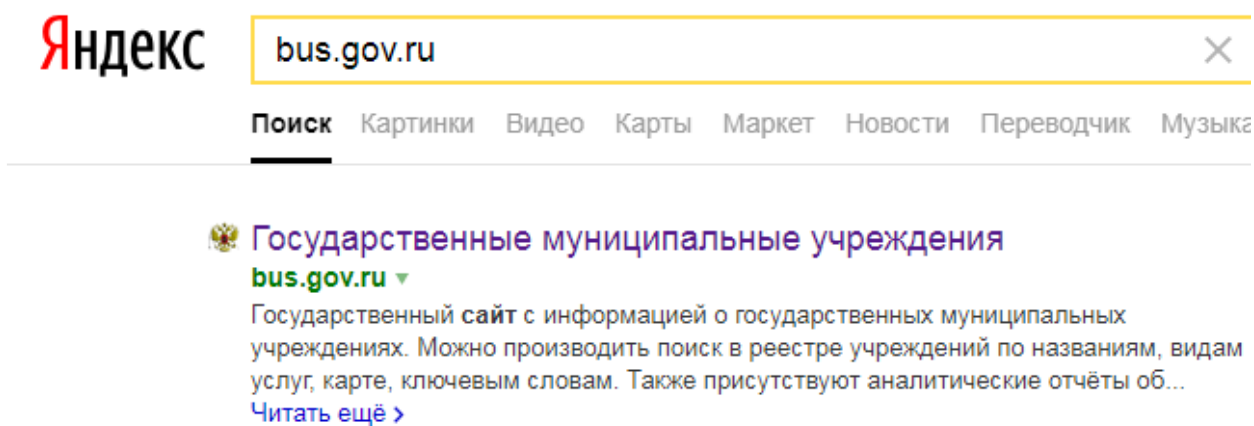 Яндекс
bus.gov.ru
Поиск Картинки Видео Карты Маркет Новости Переводчик Музыка
Государственные муниципальные учреждения
bus.gov.ru
Государственный сайт с информацией о государственных муниципальных
учреждениях. Можно производить поиск в реестре учреждений по названиям, видам
услуг, карте, ключевым словам. Также присутствуют аналитические отчёты об...
Читать ещё >